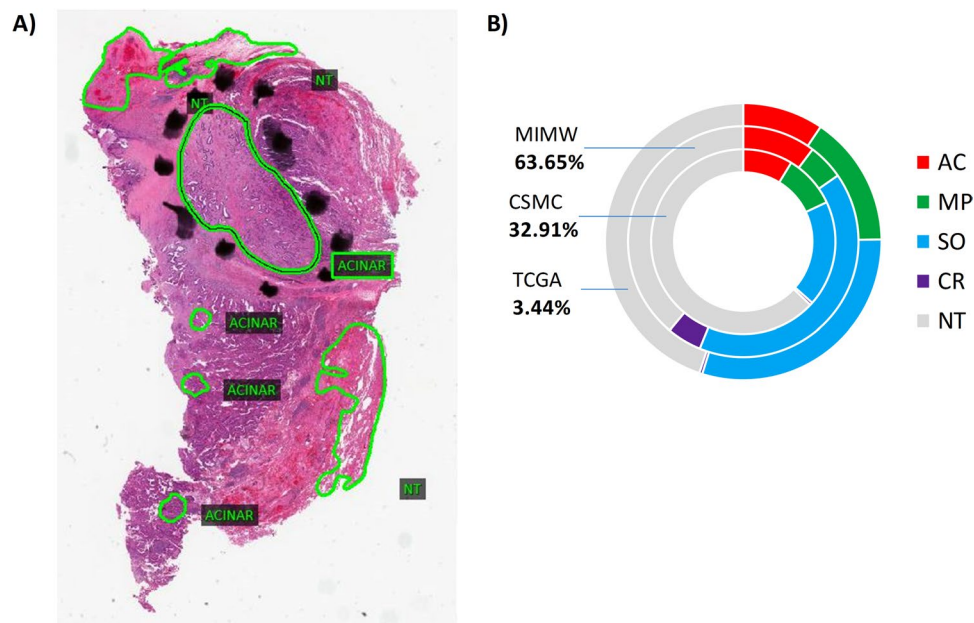 A)
NT
NT
ACINAR
ACINAR
ACINAR
NT
ACINAR
B)
MIMW
63.65%
CSMC
32.91%
TCGA
3.44%
AC
MP
SO
CR
NT